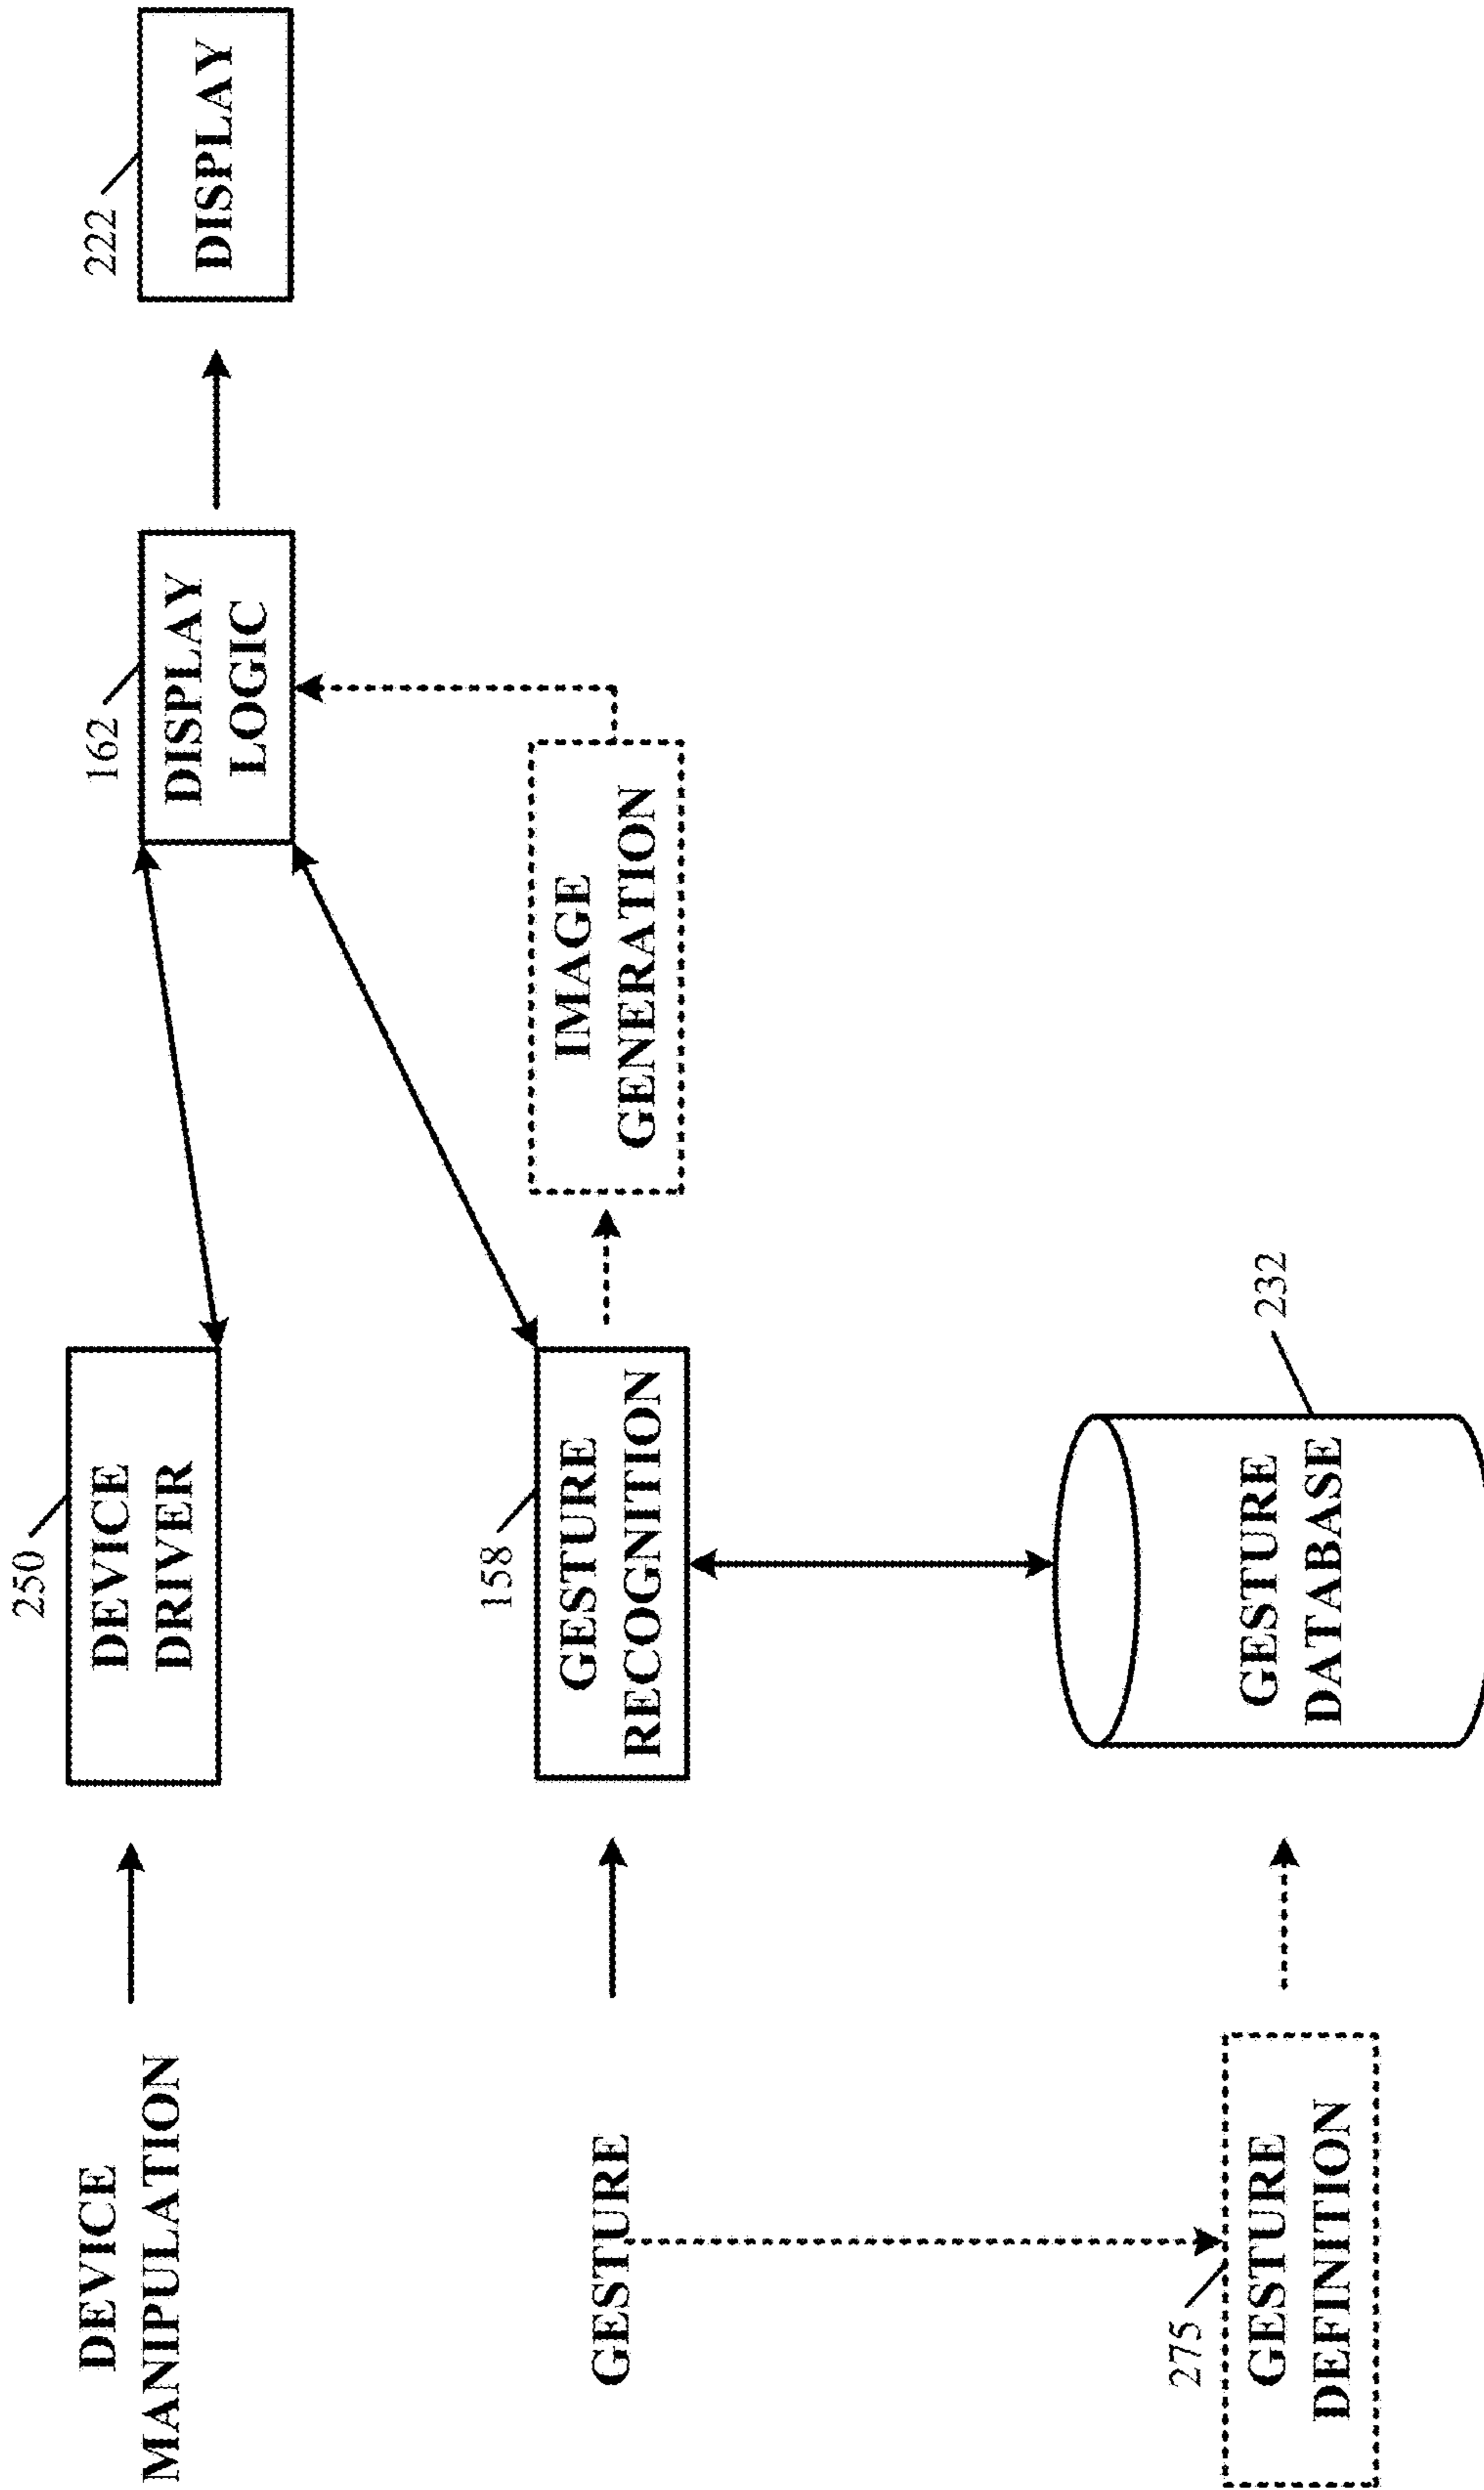 DEVICE
MANIPULATION
250
DEVICE
DRIVER
162
DISPLAY
LOGIC
222
DISPLAY
GESTURE
158
GESTURE
RECOGNITION
IMAGE
GENERATION
275
GESTURE
DEFINITION
GESTURE
DATABASE
232